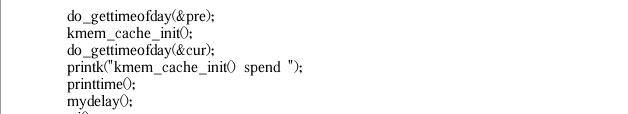 do_gettimeofday(&pre);
kmem_cache_init();
do_gettimeofday(&cur);
printk("kmem_cache_init() spend ");
printtime();
mydelay();